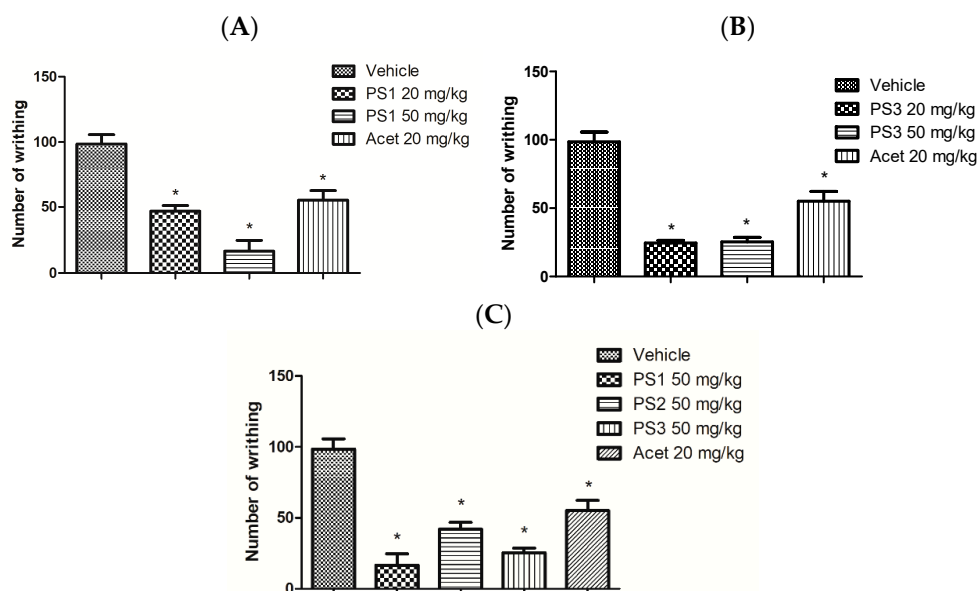 (A)
Number of writhing
150
100
50
0
Vehicle
PS1 20 mg/kg
PS1 50 mg/kg
Acet 20 mg/kg
*
*
*
(B)
Number of writhing
150
100
50
0
Vehicle
PS3 20 mg/kg
PS3 50 mg/kg
Acet 20 mg/kg
*
*
*
(C)
Number of writhing
150
100
50
0
Vehicle
PS1 50 mg/kg
PS2 50 mg/kg
PS3 50 mg/kg
Acet 20 mg/kg
*
*
*
*